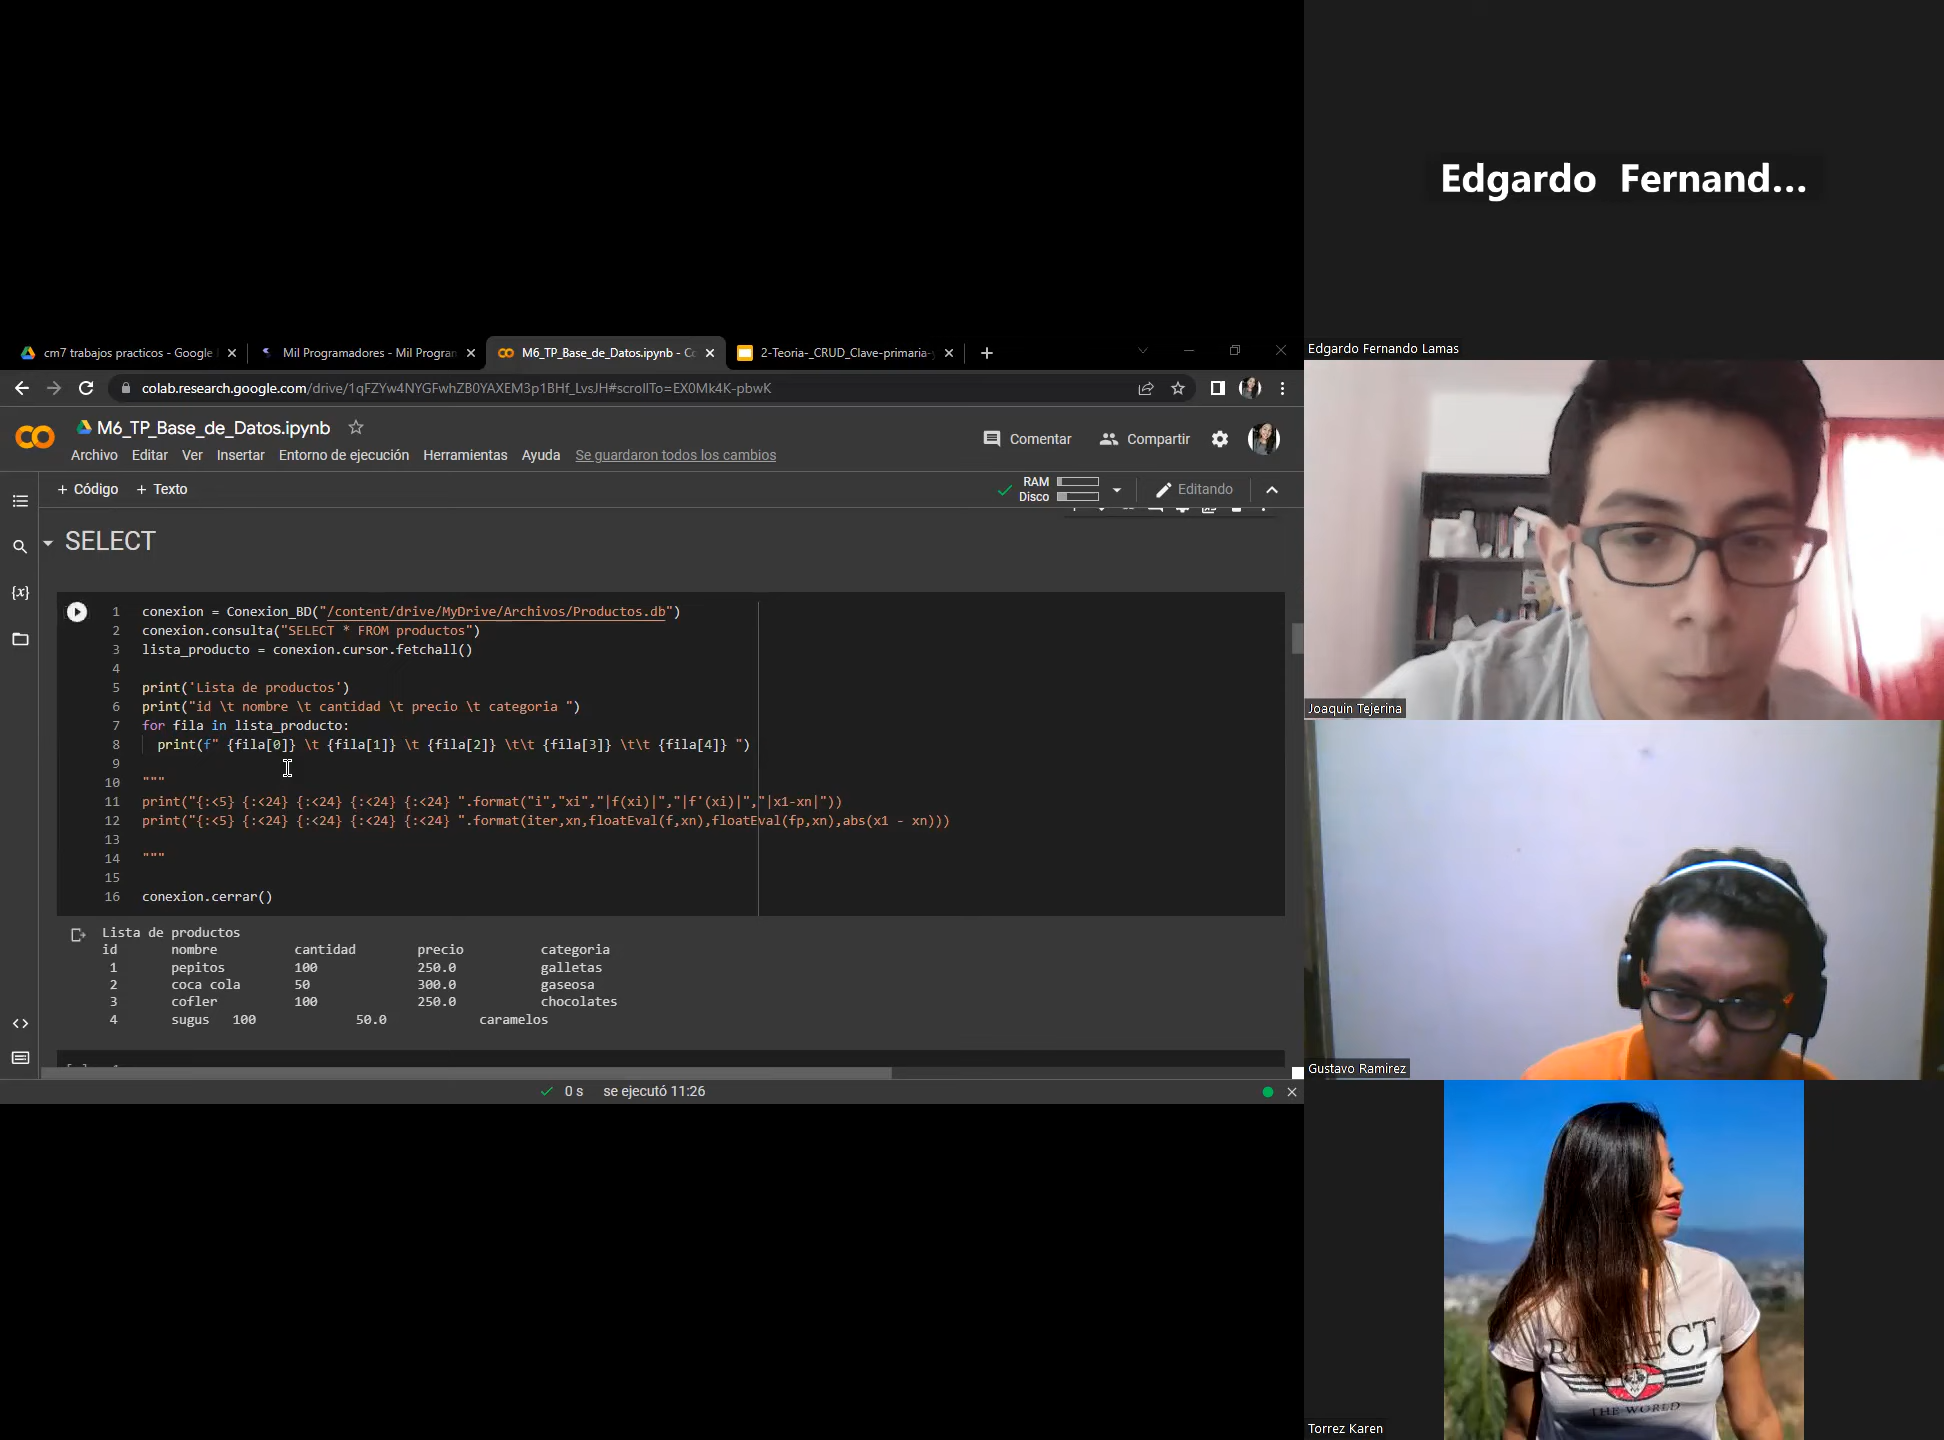 cm7 trabajos practicos - Google
Mil Programadores - Mil Program
M6_TP_Base_de_Datos.ipynb - Co
2-Teoria-_CRUD_Clave-primaria-
colab.research.google.com/drive/1qFZYw4NYGFwhZB0YAXEM3p1BHf_LvsJH#scrollTo=EX0Mk4K-pbwK
M6_TP_Base_de_Datos.ipynb
Comentar
Compartir
Archivo Editar Ver Insertar Entorno de ejecución Herramientas Ayuda Se guardaron todos los cambios
+ Código + Texto
RAM
Disco
Editando
SELECT
1 conexion = Conexion_BD("/content/drive/MyDrive/Archivos/Productos.db")
2 conexion.consulta("SELECT * FROM productos")
3 lista_producto = conexion.cursor.fetchall()
4
5 print('Lista de productos')
6 print("id \t nombre \t cantidad \t precio \t categoria ")
7 for fila in lista_producto:
8 print(f" {fila[0]} \t {fila[1]} \t {fila[2]} \t\t {fila[3]} \t\t {fila[4]} ")
9
10 """
11 print("{:<5} {:<24} {:<24} {:<24} {:<24} ".format("i","xi","|f(xi)|","|f'(xi)|","|x1-xn|"))
12 print("{:<5} {:<24} {:<24} {:<24} {:<24} ".format(iter,xn,floatEval(f,xn),floatEval(fp,xn),abs(x1 - xn)))
13
14 """
15
16 conexion.cerrar()
Lista de productos
id nombre cantidad precio categoria
1 pepitos 100 250.0 galletas
2 coca cola 50 300.0 gaseosa
3 cofler 100 250.0 chocolates
4 sugus 100 50.0 caramelos
0 s se ejecutó 11:26
Edgardo Fernand...
Edgardo Fernando Lamas
Joaquin Tejerina
Gustavo Ramirez
THE WORLD
Torrez Karen